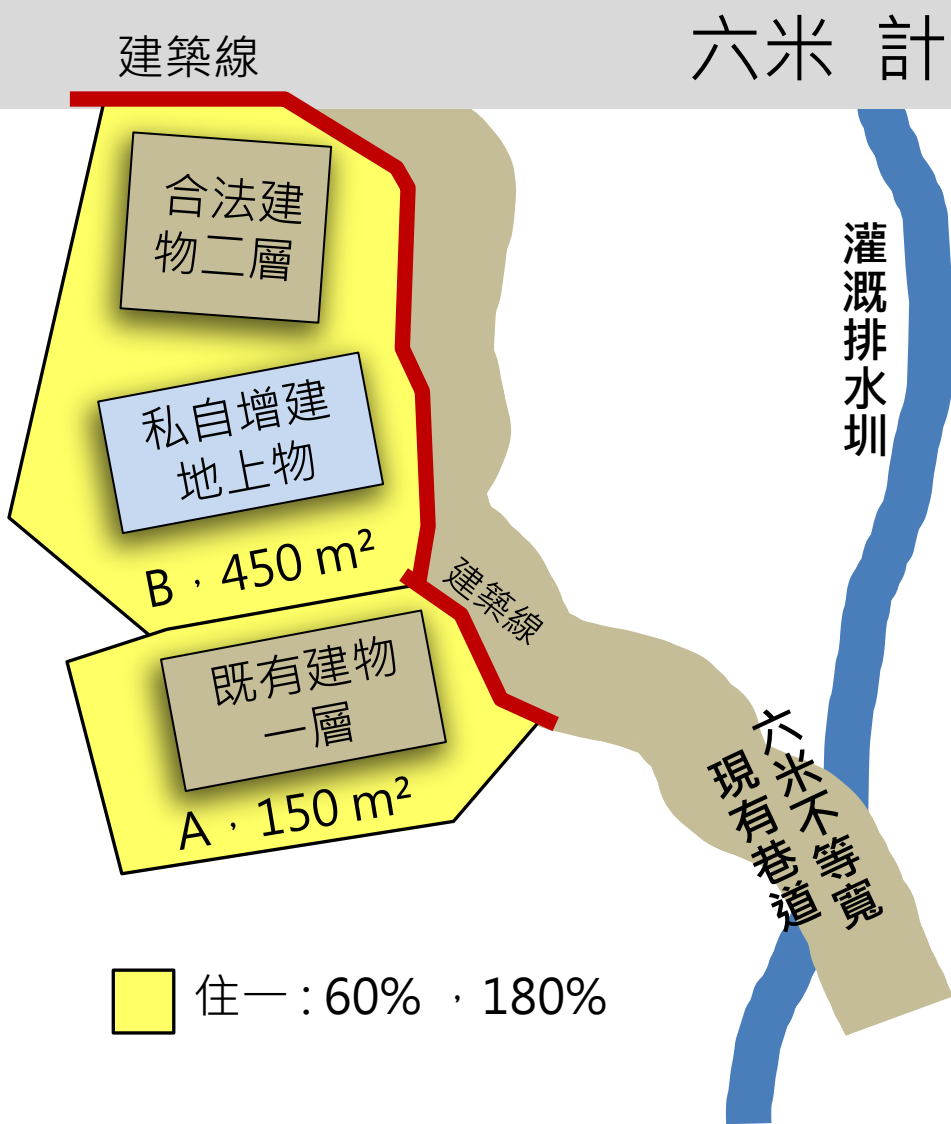 建築線
六米 計
合法建
物二層
灌溉排水圳
私自增建
地上物
B，450 m²
建築線
既有建物
一層
A，150 m²
六米不等寬
現有巷道
住一 : 60% ，180%